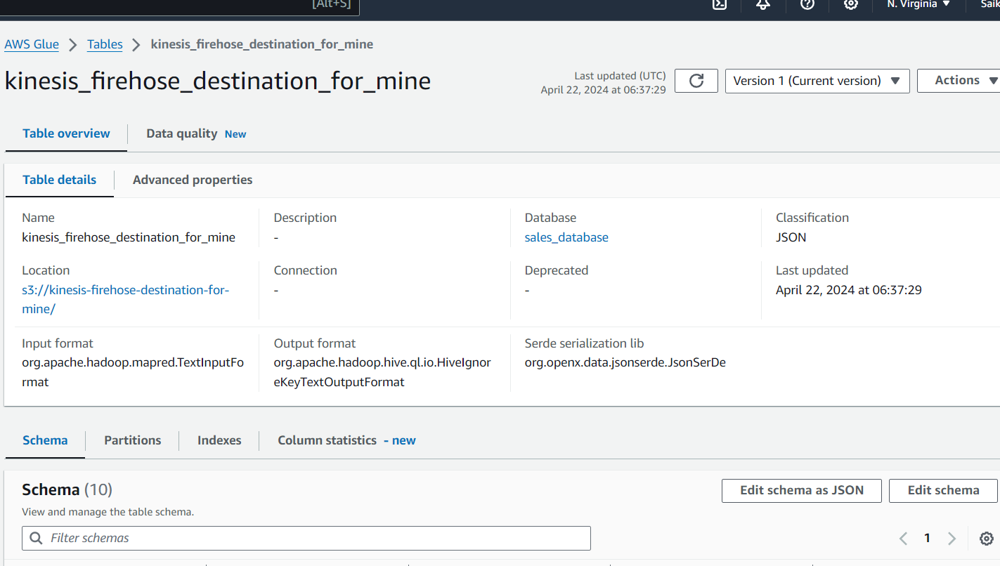 [Alt+S]
N. Virginia
AWS Glue
Tables
kinesis_firehose_destination_for_mine
kinesis_firehose_destination_for_mine
Last updated (UTC)
April 22, 2024 at 06:37:29
Version 1 (Current version)
Actions
Table overview
Data quality New
Table details
Advanced properties
Name
Description
Database
Classification
kinesis_firehose_destination_for_mine
-
sales_database
JSON
Location
Connection
Deprecated
Last updated
s3://kinesis-firehose-destination-for-
mine/
-
-
April 22, 2024 at 06:37:29
Input format
Output format
Serde serialization lib
org.apache.hadoop.mapred.TextInputFo
rmat
org.apache.hadoop.hive.ql.io.HiveIgnor
eKeyTextOutputFormat
org.openx.data.jsonserde.JsonSerDe
Schema
Partitions
Indexes
Column statistics - new
Schema (10)
View and manage the table schema.
Edit schema as JSON
Edit schema
Filter schemas
1